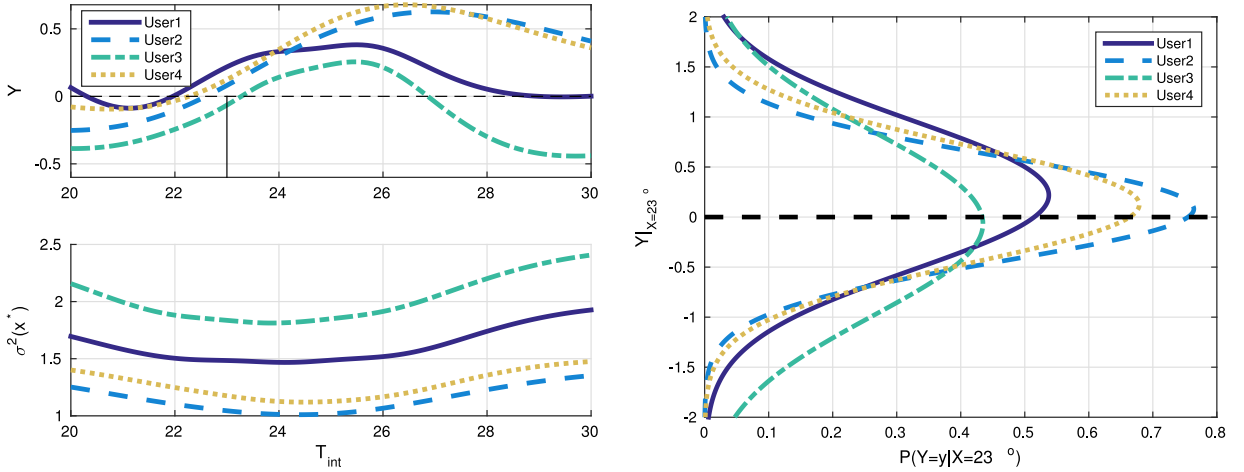 User1
User2
User3
User4
Y
0.5
0
-0.5
20
22
24
26
28
30
σ²(x*)
2.5
2
1.5
1
20
22
24
26
28
30
T_int
User1
User2
User3
User4
Y|_X=23 °
2
1.5
1
0.5
0
-0.5
-1
-1.5
-2
0
0.1
0.2
0.3
0.4
0.5
0.6
0.7
0.8
P(Y=y|X=23 °)